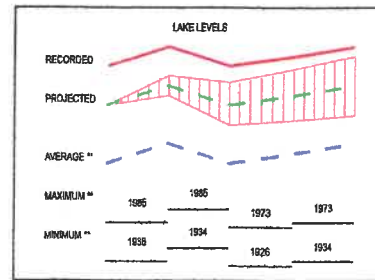 LAKE LEVELS
RECORDED
PROJECTED
AVERAGE **
MAXIMUM **
1986 1986 1973 1973
MINIMUM **
1936 1934 1926 1934